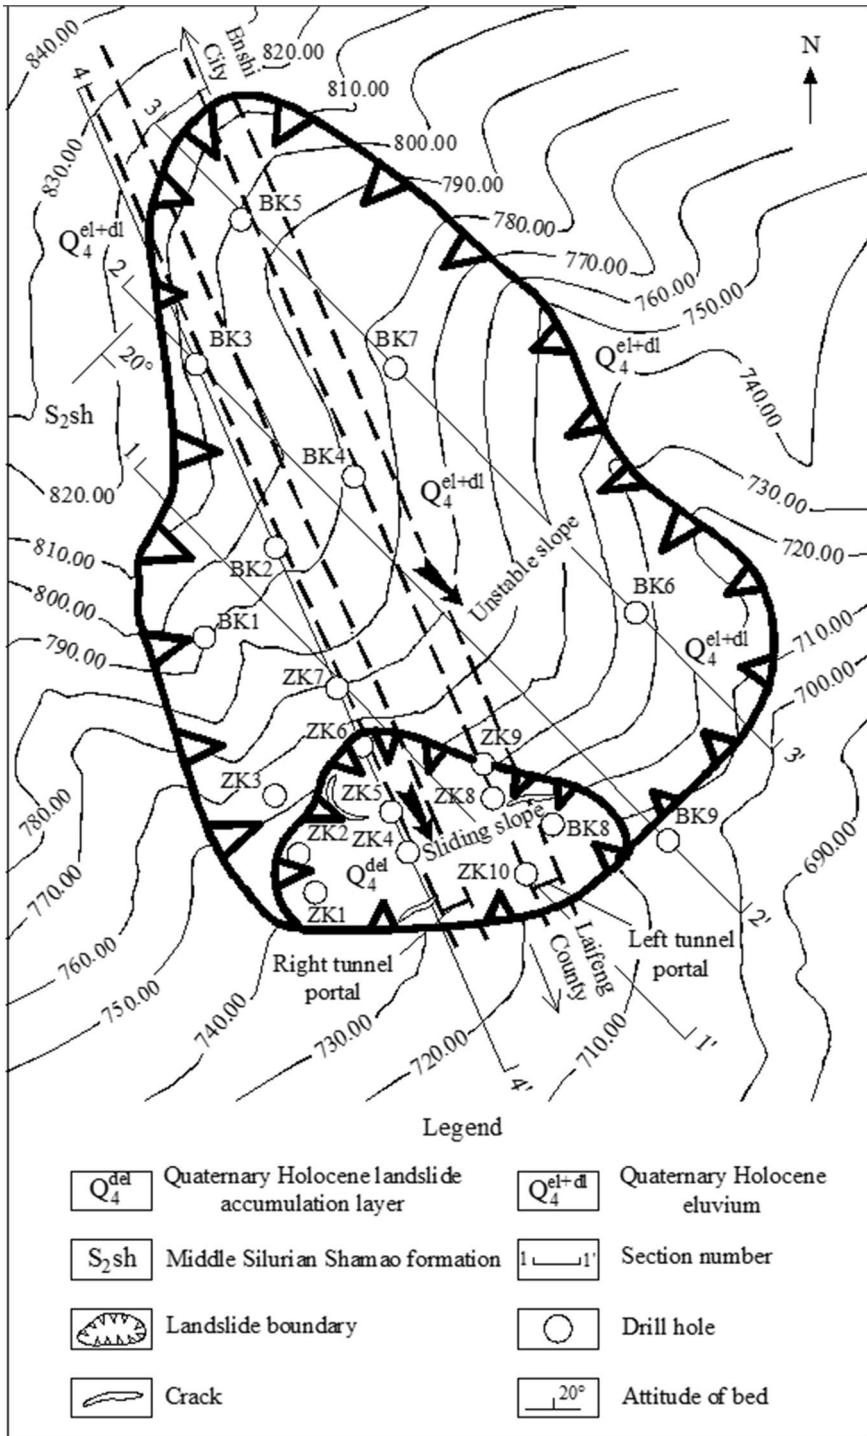 840.00
4
City
Enshi
820.00
N
810.00
3
830.00
800.00
790.00
Q₄ᵉˡ⁺ᵈˡ
BK5
780.00
770.00
2
760.00
750.00
BK3
BK7
Q₄ᵉˡ⁺ᵈˡ
20°
740.00
S₂sh
1
BK4
Q₄ᵉˡ⁺ᵈˡ
820.00
730.00
810.00
720.00
BK2
Unstable slope
800.00
BK1
BK6
790.00
Q₄ᵉˡ⁺ᵈˡ
710.00
ZK7
700.00
ZK6
ZK9
3'
ZK3
ZK5
ZK8
780.00
ZK2
ZK4
Sliding slope
BK8
BK9
690.00
Q₄ᵈᵉˡ
ZK10
770.00
ZK1
2'
Left tunnel
portal
Laifeng
County
760.00
Right tunnel
portal
750.00
740.00
730.00
720.00
710.00
1'
4'
Legend
Q₄ᵈᵉˡ
Quaternary Holocene landslide
accumulation layer
Q₄ᵉˡ⁺ᵈˡ
Quaternary Holocene
eluvium
S₂sh
Middle Silurian Shamao formation
1 1'
Section number
Landslide boundary
Drill hole
Crack
20°
Attitude of bed